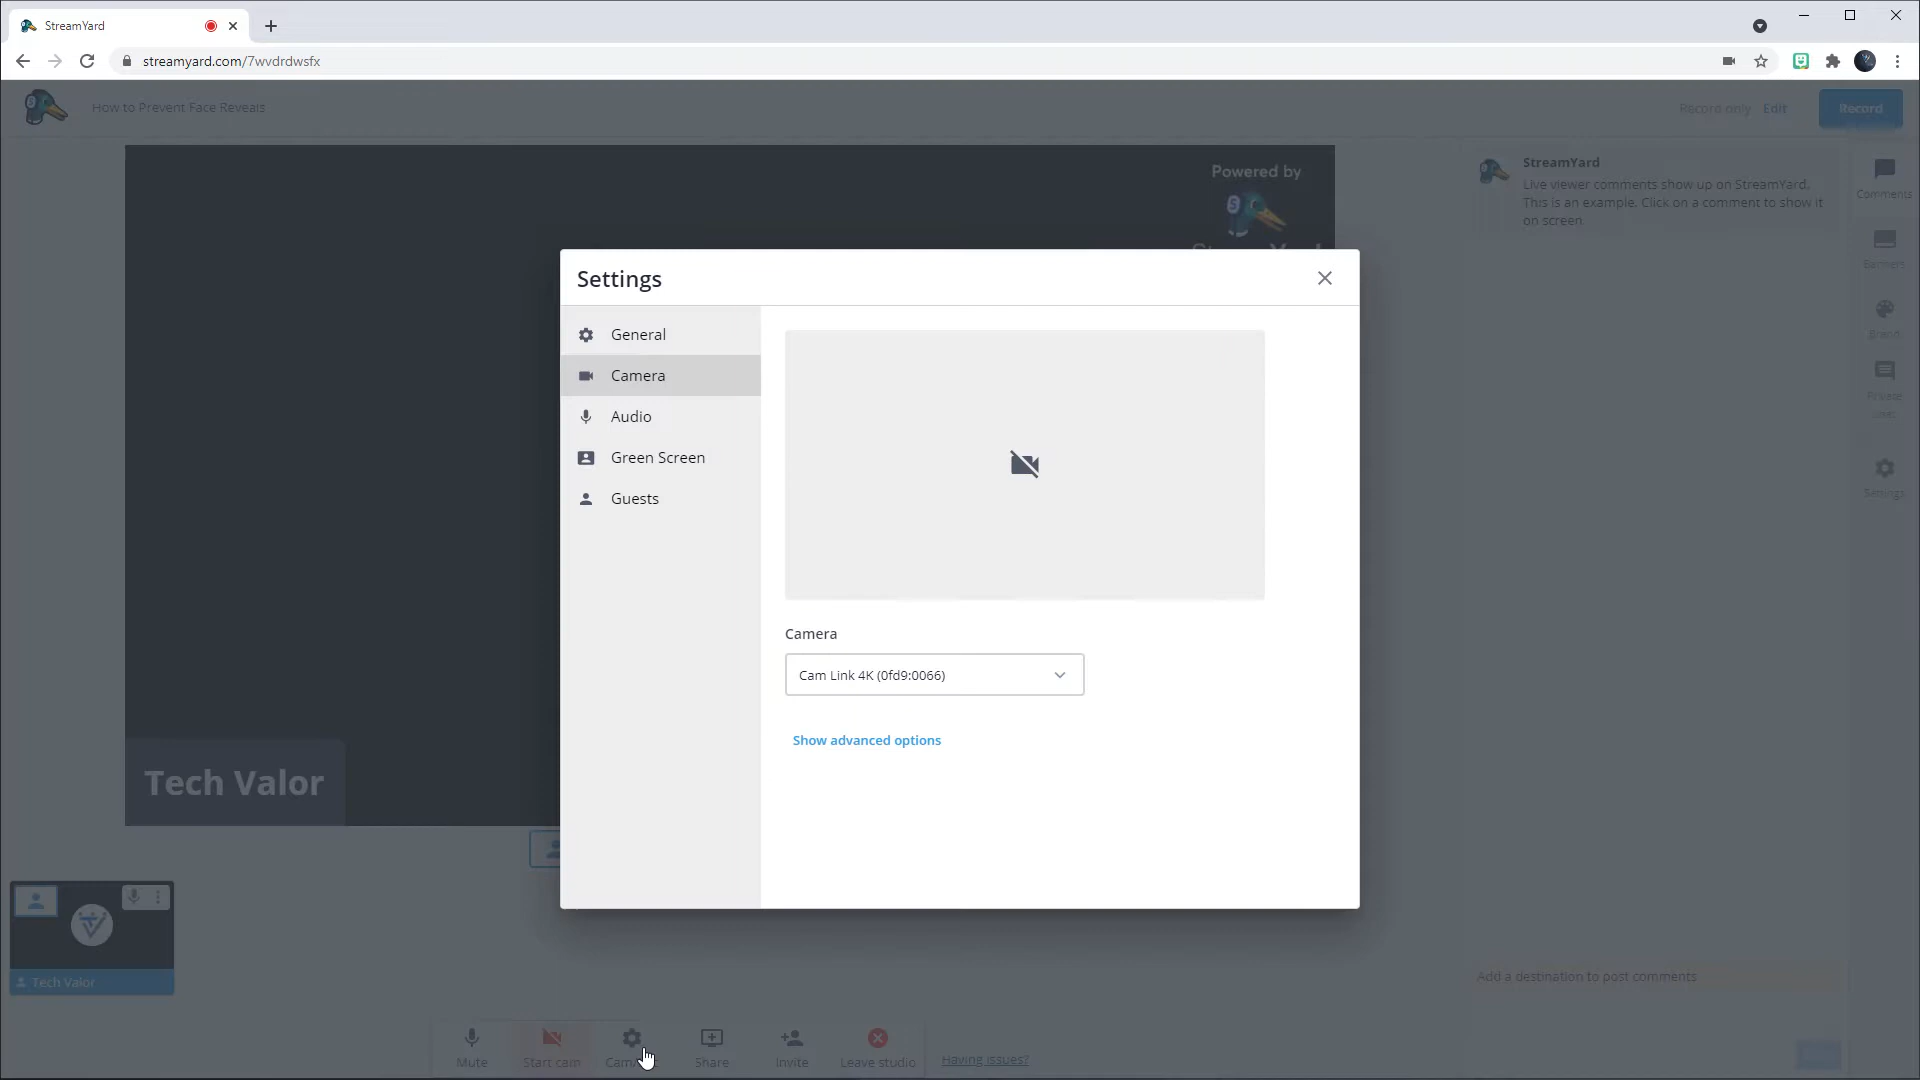 StreamYard
streamyard.com/7wvdrdwsfx
How to Prevent Face Reveals
Record only
Edit
Record
Powered by
StreamYard
Live viewer comments show up on StreamYard.
This is an example. Click on a comment to show it
on screen.
Comments
Banners
Brand
Private
Settings
Settings
General
Camera
Audio
Green Screen
Guests
Camera
Cam Link 4K (0fd9:0066)
Show advanced options
Tech Valor
Tech Valor
Add a destination to post comments
Mute
Start cam
Share
Invite
Leave studio
Having issues?